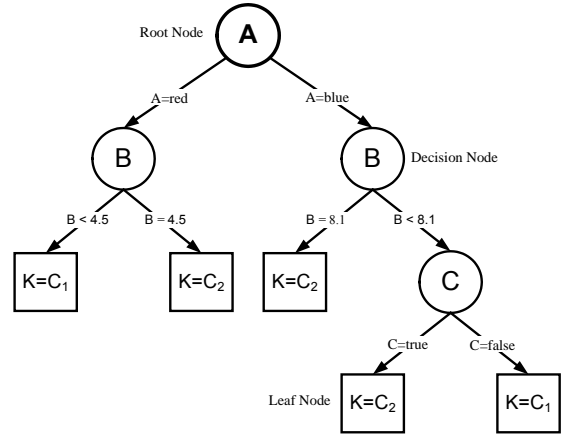 Root Node
A
A=red
A=blue
B
B
Decision Node
B < 4.5
B = 4.5
B = 8.1
B < 8.1
K=C₁
K=C₂
K=C₂
C
C=true
C=false
Leaf Node
K=C₂
K=C₁